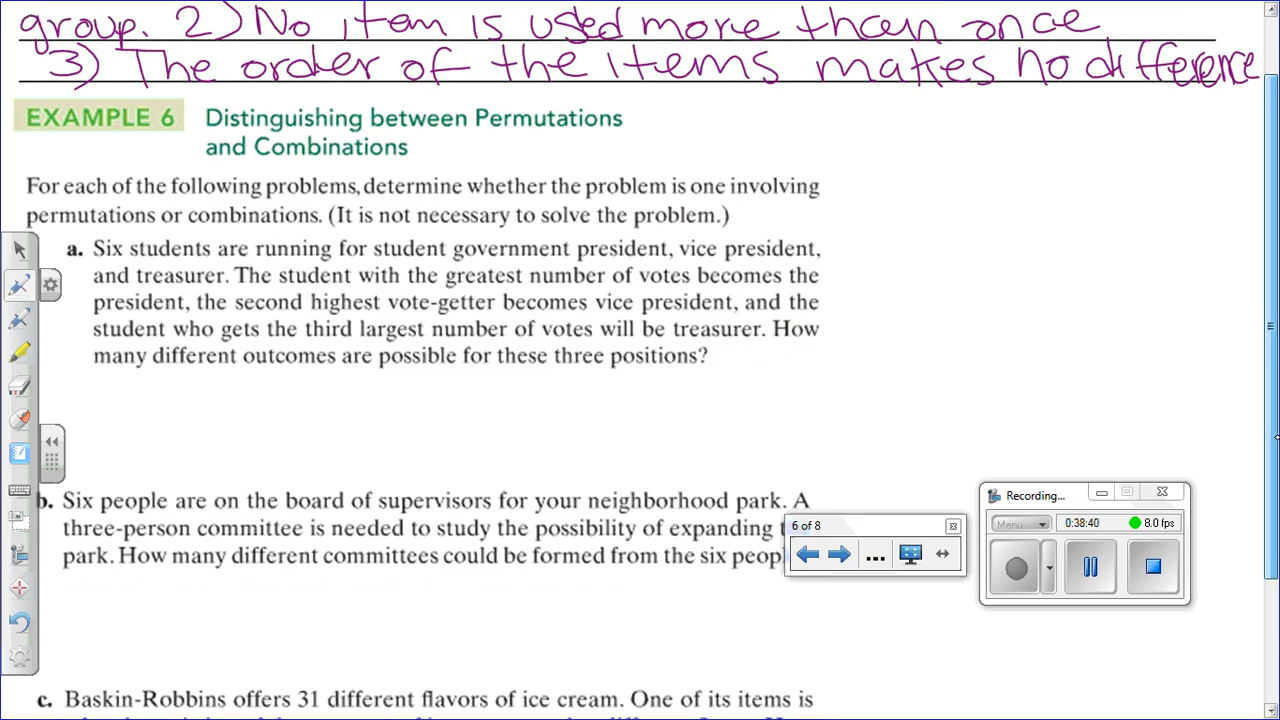 group. 2) No item is used more than once
3) The order of the items makes no difference
EXAMPLE 6 Distinguishing between Permutations
and Combinations
For each of the following problems, determine whether the problem is one involving
permutations or combinations. (It is not necessary to solve the problem.)
a. Six students are running for student government president, vice president,
and treasurer. The student with the greatest number of votes becomes the
president, the second highest vote-getter becomes vice president, and the
student who gets the third largest number of votes will be treasurer. How
many different outcomes are possible for these three positions?
b. Six people are on the board of supervisors for your neighborhood park. A
three-person committee is needed to study the possibility of expanding
park. How many different committees could be formed from the six
6 of 8
Recording...
Menu
0:38:40
8.0 fps
c. Baskin-Robbins offers 31 different flavors of ice cream. One of its items is